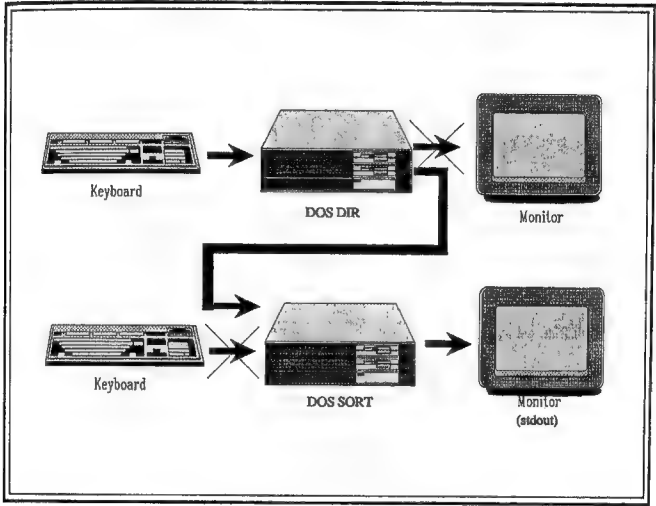 Keyboard
DOS DIR
Monitor
Keyboard
DOS SORT
Monitor
(stdout)